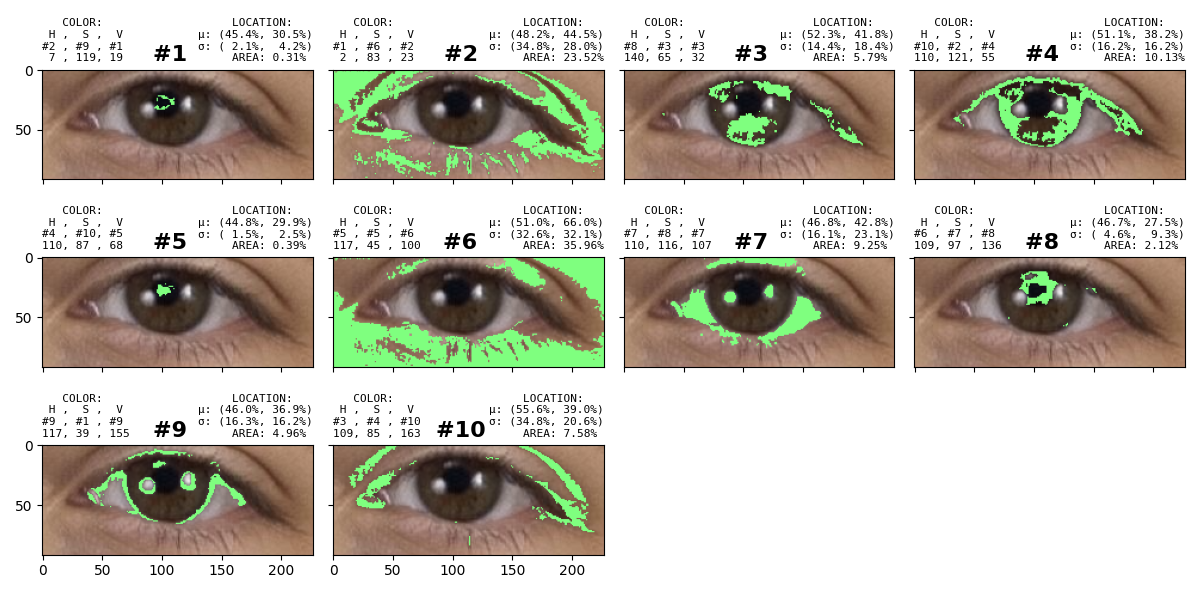 COLOR: LOCATION:
H , S , V μ: (45.4%, 30.5%)
#2 , #9 , #1 #1 σ: ( 2.1%, 4.2%)
7 , 119, 19 AREA: 0.31%
COLOR: LOCATION:
H , S , V μ: (48.2%, 44.5%)
#1 , #6 , #2 #2 σ: (34.8%, 28.0%)
2 , 83 , 23 AREA: 23.52%
COLOR: LOCATION:
H , S , V μ: (52.3%, 41.8%)
#8 , #3 , #3 #3 σ: (14.4%, 18.4%)
140, 65 , 32 AREA: 5.79%
COLOR: LOCATION:
H , S , V μ: (51.1%, 38.2%)
#10, #2 , #4 #4 σ: (16.2%, 16.2%)
110, 121, 55 AREA: 10.13%
0
50
COLOR: LOCATION:
H , S , V μ: (44.8%, 29.9%)
#4 , #10, #5 #5 σ: ( 1.5%, 2.5%)
110, 87 , 68 AREA: 0.39%
COLOR: LOCATION:
H , S , V μ: (51.0%, 66.0%)
#5 , #5 , #6 #6 σ: (32.6%, 32.1%)
117, 45 , 100 AREA: 35.96%
COLOR: LOCATION:
H , S , V μ: (46.8%, 42.8%)
#7 , #8 , #7 #7 σ: (16.1%, 23.1%)
110, 116, 107 AREA: 9.25%
COLOR: LOCATION:
H , S , V μ: (46.7%, 27.5%)
#6 , #7 , #8 #8 σ: ( 4.6%, 9.3%)
109, 97 , 136 AREA: 2.12%
0
50
COLOR: LOCATION:
H , S , V μ: (46.0%, 36.9%)
#9 , #1 , #9 #9 σ: (16.3%, 16.2%)
117, 39 , 155 AREA: 4.96%
COLOR: LOCATION:
H , S , V μ: (55.6%, 39.0%)
#3 , #4 , #10 #10 σ: (34.8%, 20.6%)
109, 85 , 163 AREA: 7.58%
0
50
0 50 100 150 200
0 50 100 150 200